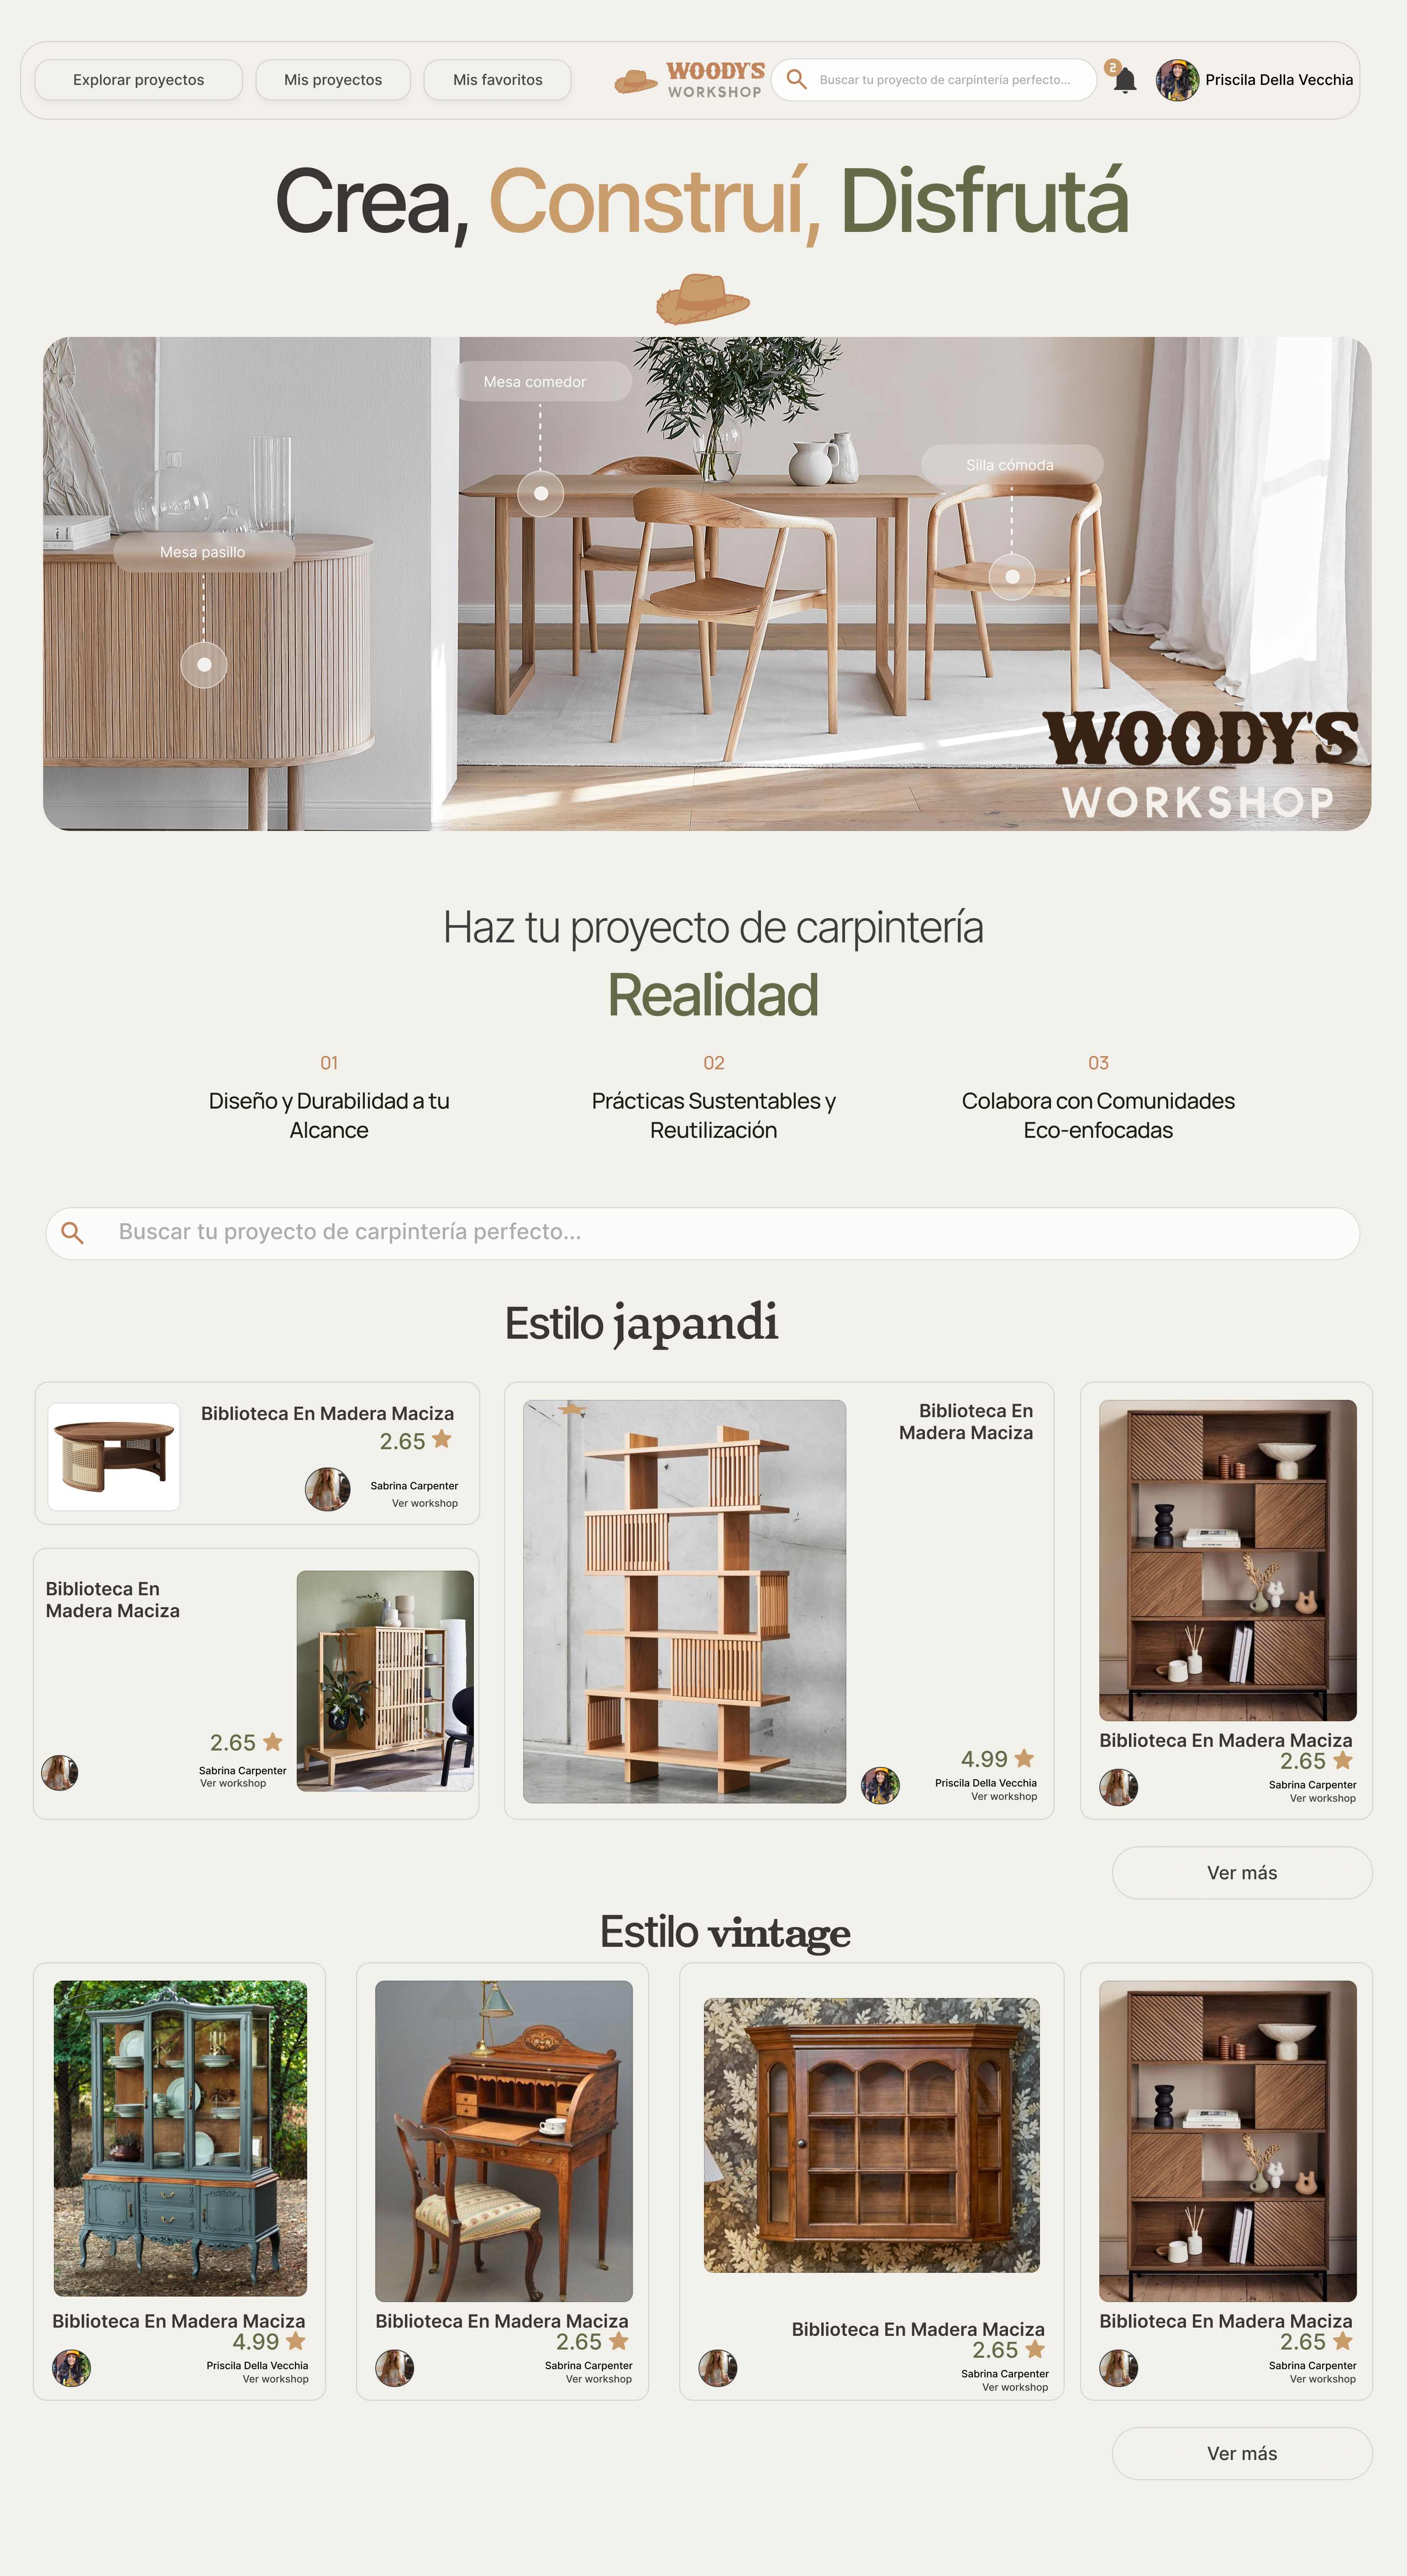 Explorar proyectos
Mis proyectos
Mis favoritos
WOODY'S
WORKSHOP
Buscar tu proyecto de carpintería perfecto...
2
Priscila Della Vecchia
Crea, Construí, Disfrutá
Mesa comedor
Silla cómoda
Mesa pasillo
WOODY'S
WORKSHOP
Haz tu proyecto de carpintería
Realidad
01
Diseño y Durabilidad a tu
Alcance
02
Prácticas Sustentables y
Reutilización
03
Colabora con Comunidades
Eco-enfocadas
Buscar tu proyecto de carpintería perfecto...
Estilo japandi
Biblioteca En Madera Maciza
2.65
Sabrina Carpenter
Ver workshop
Biblioteca En
Madera Maciza
2.65
Sabrina Carpenter
Ver workshop
Biblioteca En
Madera Maciza
4.99
Priscila Della Vecchia
Ver workshop
Biblioteca En Madera Maciza
2.65
Sabrina Carpenter
Ver workshop
Ver más
Estilo vintage
Biblioteca En Madera Maciza
4.99
Priscila Della Vecchia
Ver workshop
Biblioteca En Madera Maciza
2.65
Sabrina Carpenter
Ver workshop
Biblioteca En Madera Maciza
2.65
Sabrina Carpenter
Ver workshop
Biblioteca En Madera Maciza
2.65
Sabrina Carpenter
Ver workshop
Ver más